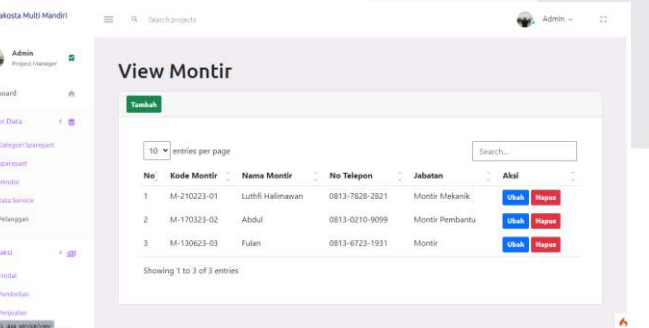 akosta Multi Mandiri
Search projects
Admin
Admin
Project Manager
View Montir
Tambah
10 entries per page
Search...
No Kode Montir Nama Montir No Telepon Jabatan Aksi
1 M-210223-01 Luthfi Halimawan 0813-7828-2821 Montir Mekanik Ubah Hapus
2 M-170323-02 Abdul 0813-0210-9099 Montir Pembantu Ubah Hapus
3 M-130623-03 Fulan 0813-6723-1931 Montir Ubah Hapus
Showing 1 to 3 of 3 entries
oard
Data
Kategori Sparepart
Sparepart
Vendor
Data Service
Pelanggan
aksi
Modal
Pembelian
Penjualan